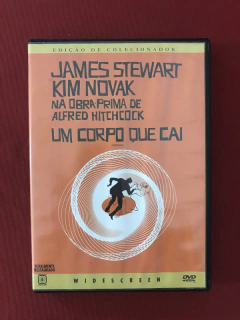 EDIÇÃO DE COLECIONADOR
JAMES STEWART
KIM NOVAK
NA OBRA PRIMA DE
ALFRED HITCHCOCK
UM CORPO QUE CAI
WIDESCREEN
DVD